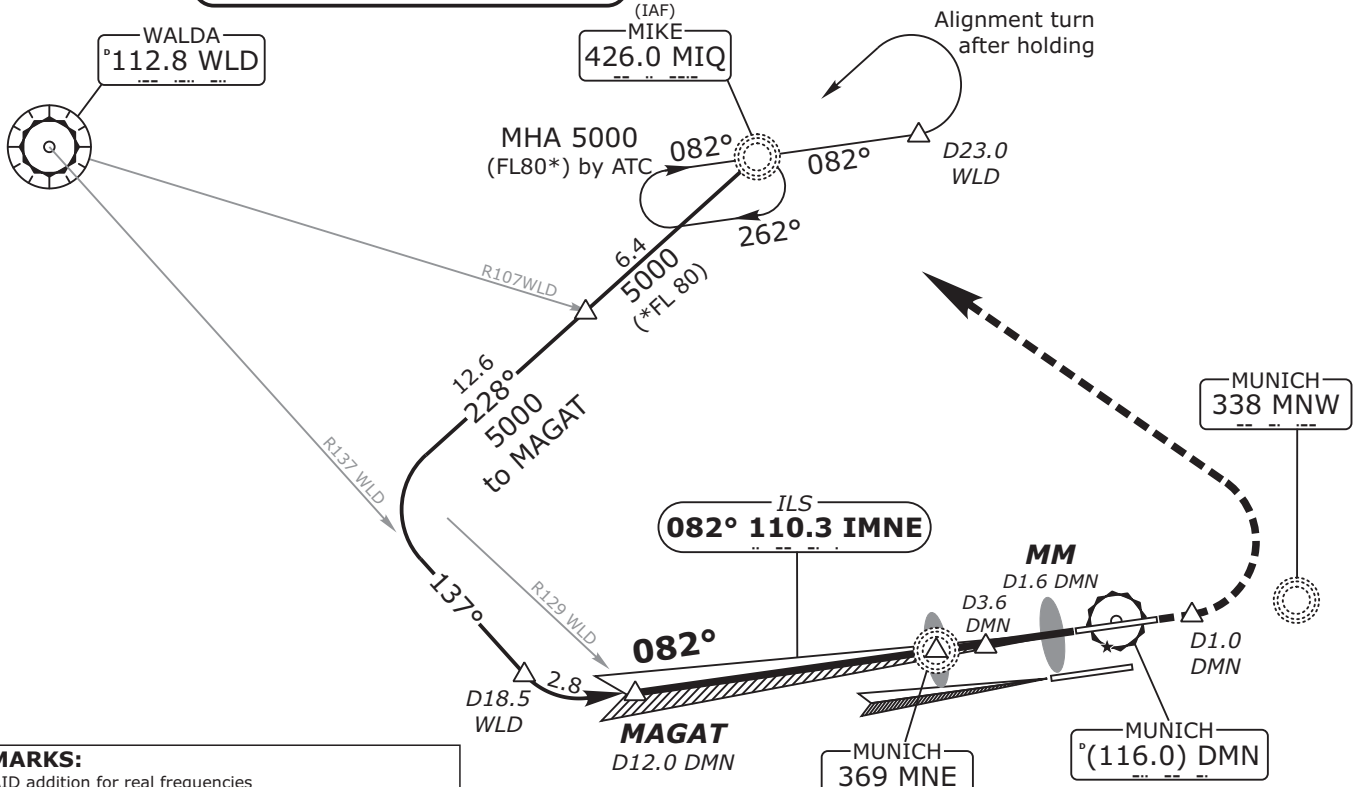 WALDA
D112.8 WLD
(IAF)
MIKE
426.0 MIQ
Alignment turn
after holding
MHA 5000
(FL80*) by ATC
082°
082°
D23.0
WLD
262°
6.4
5000
(*FL 80)
R107WLD
12.6
228°
5000
to MAGAT
R137 WLD
MUNICH
338 MNW
ILS
082° 110.3 IMNE
MM
D1.6 DMN
D3.6
DMN
R129 WLD
137°
082°
D1.0
DMN
2.8
D18.5
WLD
MAGAT
D12.0 DMN
MUNICH
369 MNE
MUNICH
D(116.0) DMN
MARKS:
AID addition for real frequencies